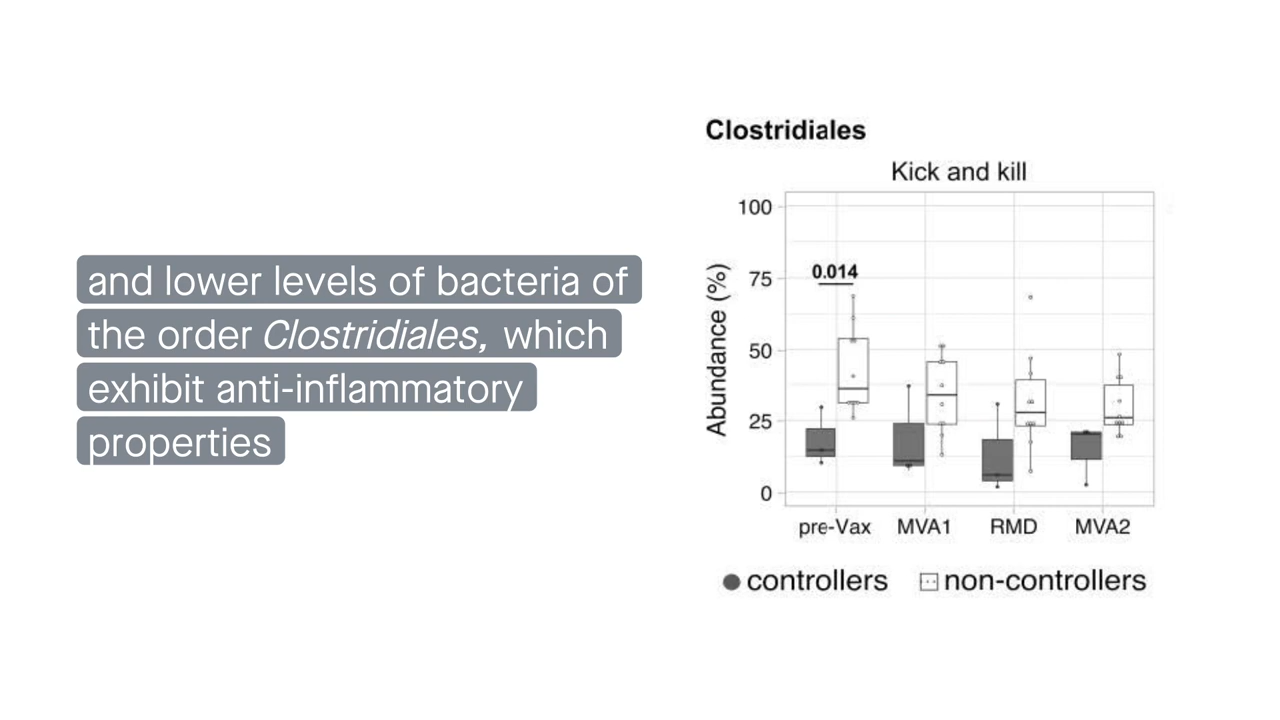 and lower levels of bacteria of
the order Clostridiales, which
exhibit anti-inflammatory
properties
Clostridiales
Kick and kill
Abundance (%)
100
75
50
25
0
0.014
pre-Vax MVA1 RMD MVA2
controllers non-controllers